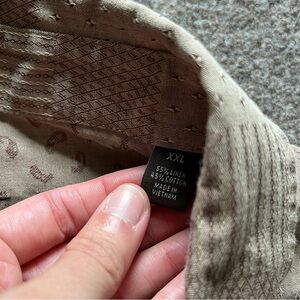 XXL
55% LINEN
45% COTTON
MADE IN
VIETNAM